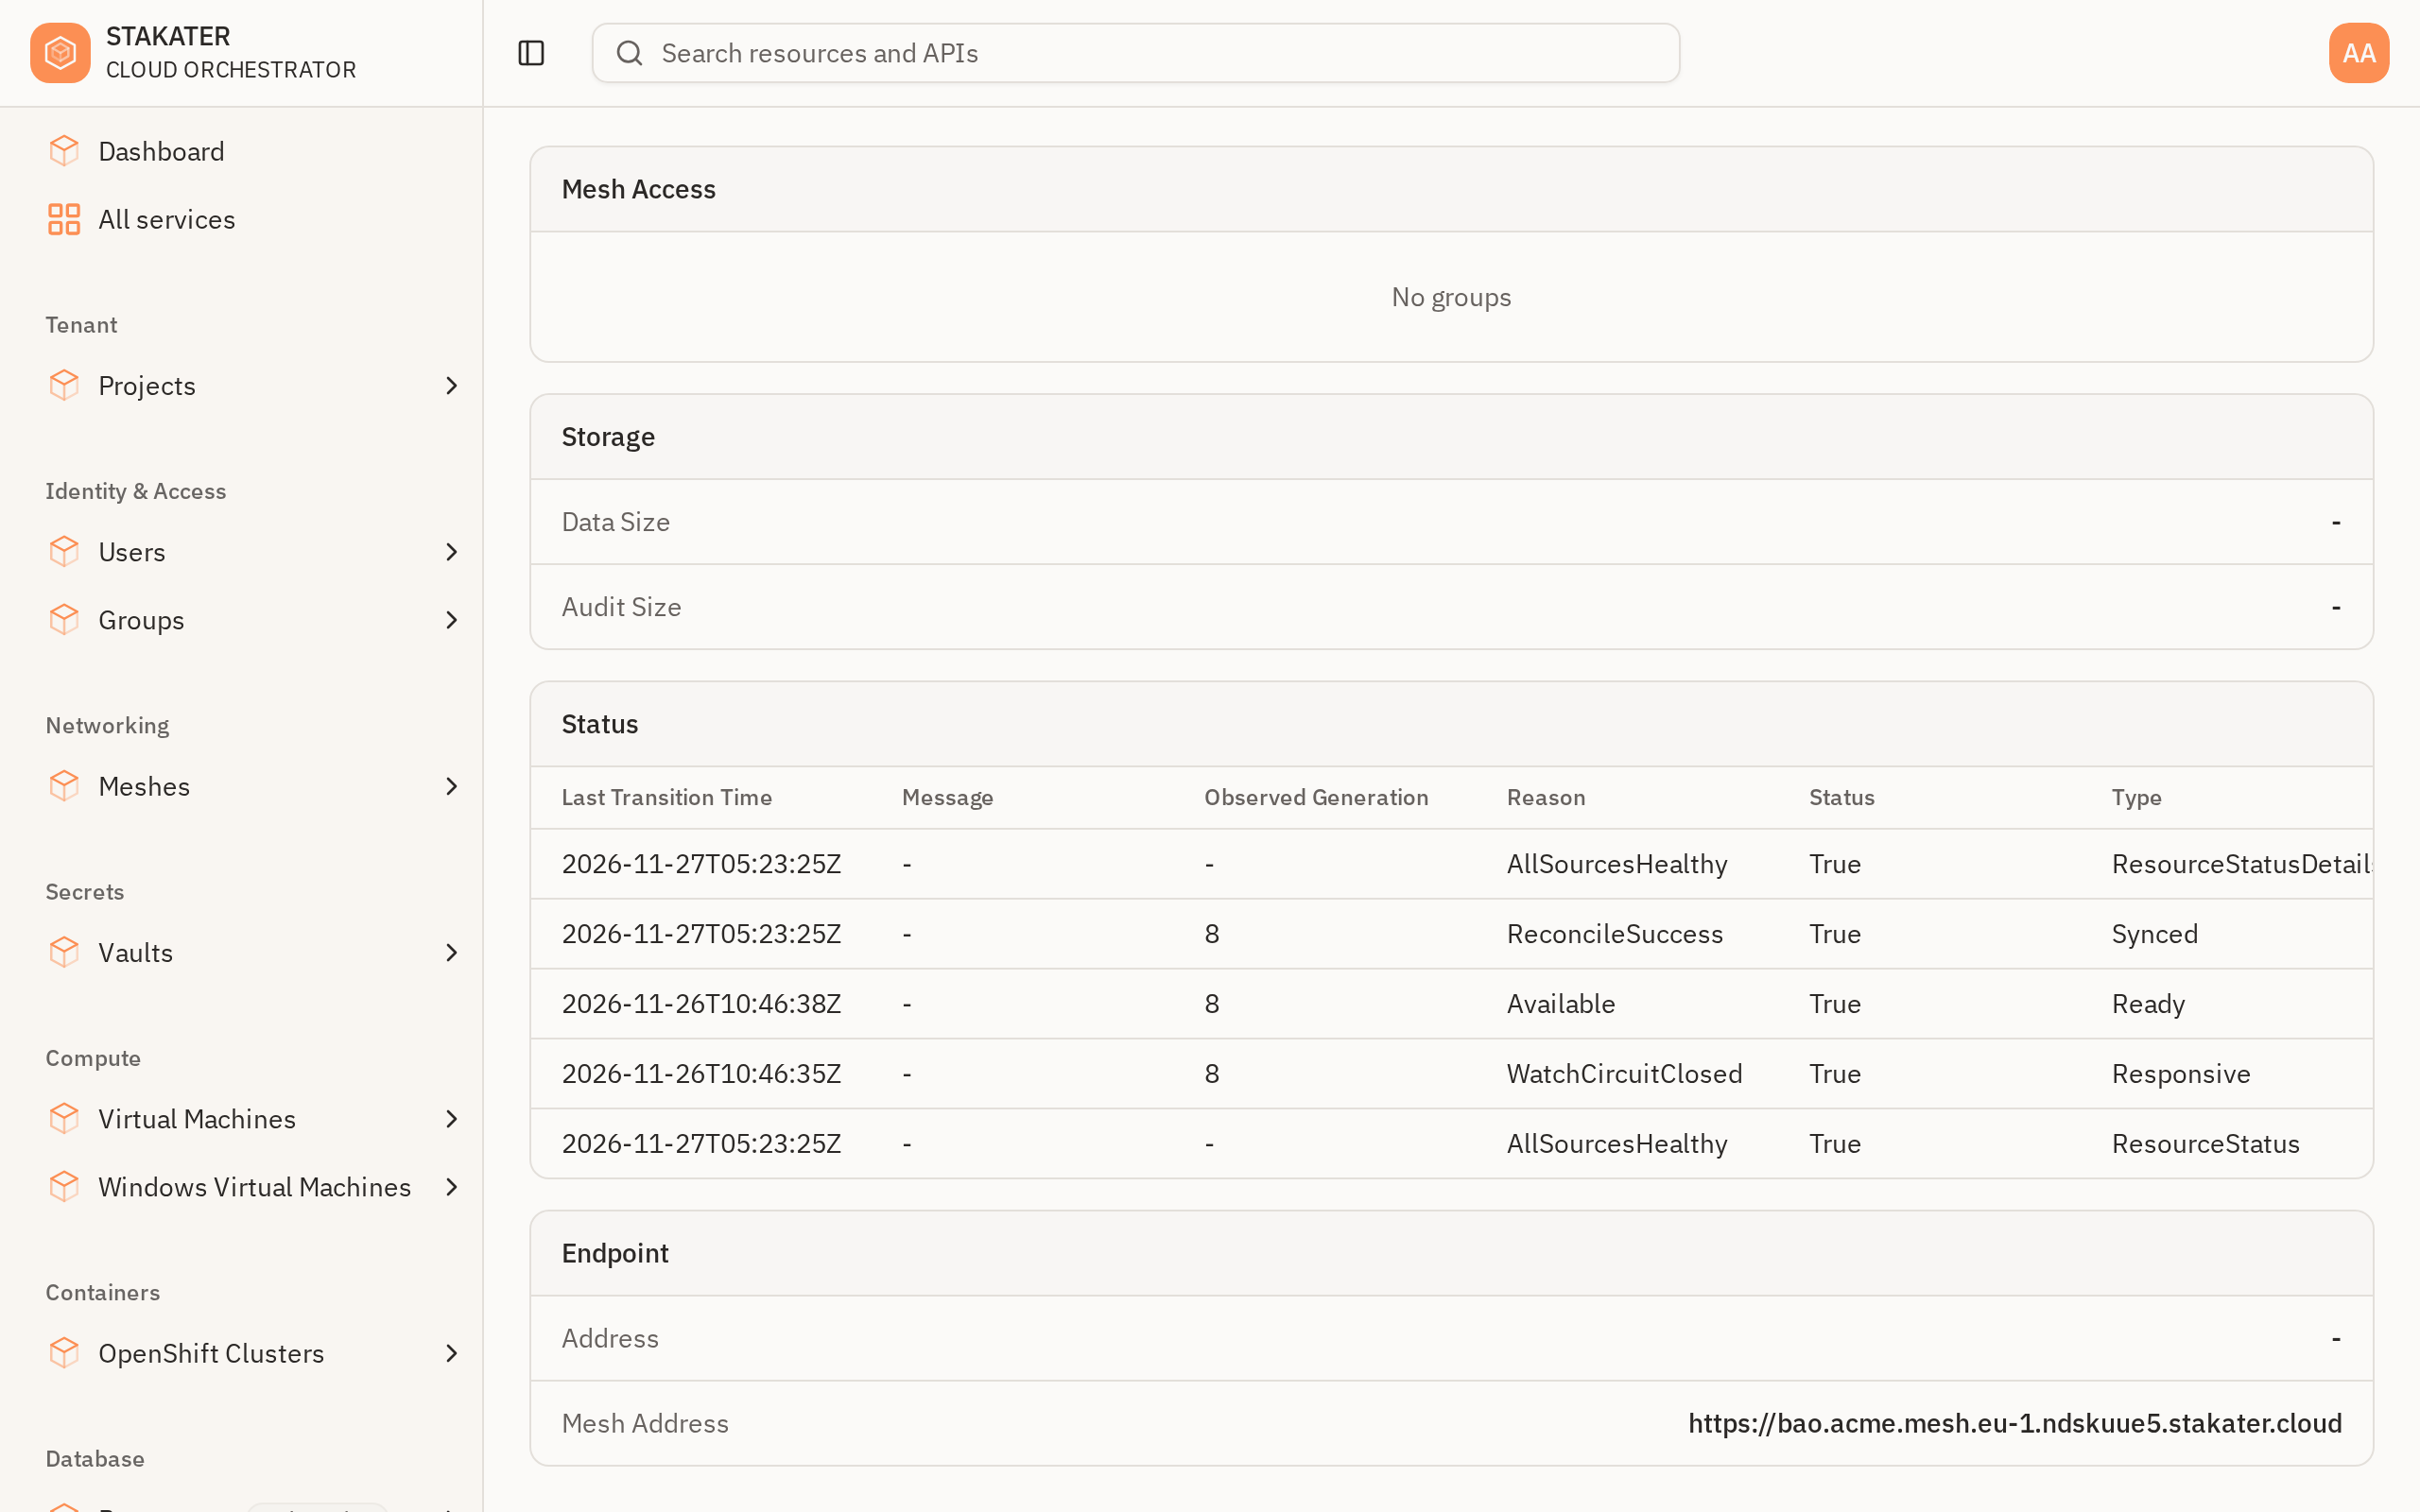 STAKATER
CLOUD ORCHESTRATOR
Search resources and APIs
AA
Dashboard
All services
Tenant
Projects
Identity & Access
Users
Groups
Networking
Meshes
Secrets
Vaults
Compute
Virtual Machines
Windows Virtual Machines
Containers
OpenShift Clusters
Database
Mesh Access
No groups
Storage
Data Size -
Audit Size -
Status
Last Transition Time Message Observed Generation Reason Status Type
2026-11-27T05:23:25Z - - AllSourcesHealthy True ResourceStatusDetails
2026-11-27T05:23:25Z - 8 ReconcileSuccess True Synced
2026-11-26T10:46:38Z - 8 Available True Ready
2026-11-26T10:46:35Z - 8 WatchCircuitClosed True Responsive
2026-11-27T05:23:25Z - - AllSourcesHealthy True ResourceStatus
Endpoint
Address -
Mesh Address https://bao.acme.mesh.eu-1.ndskuue5.stakater.cloud